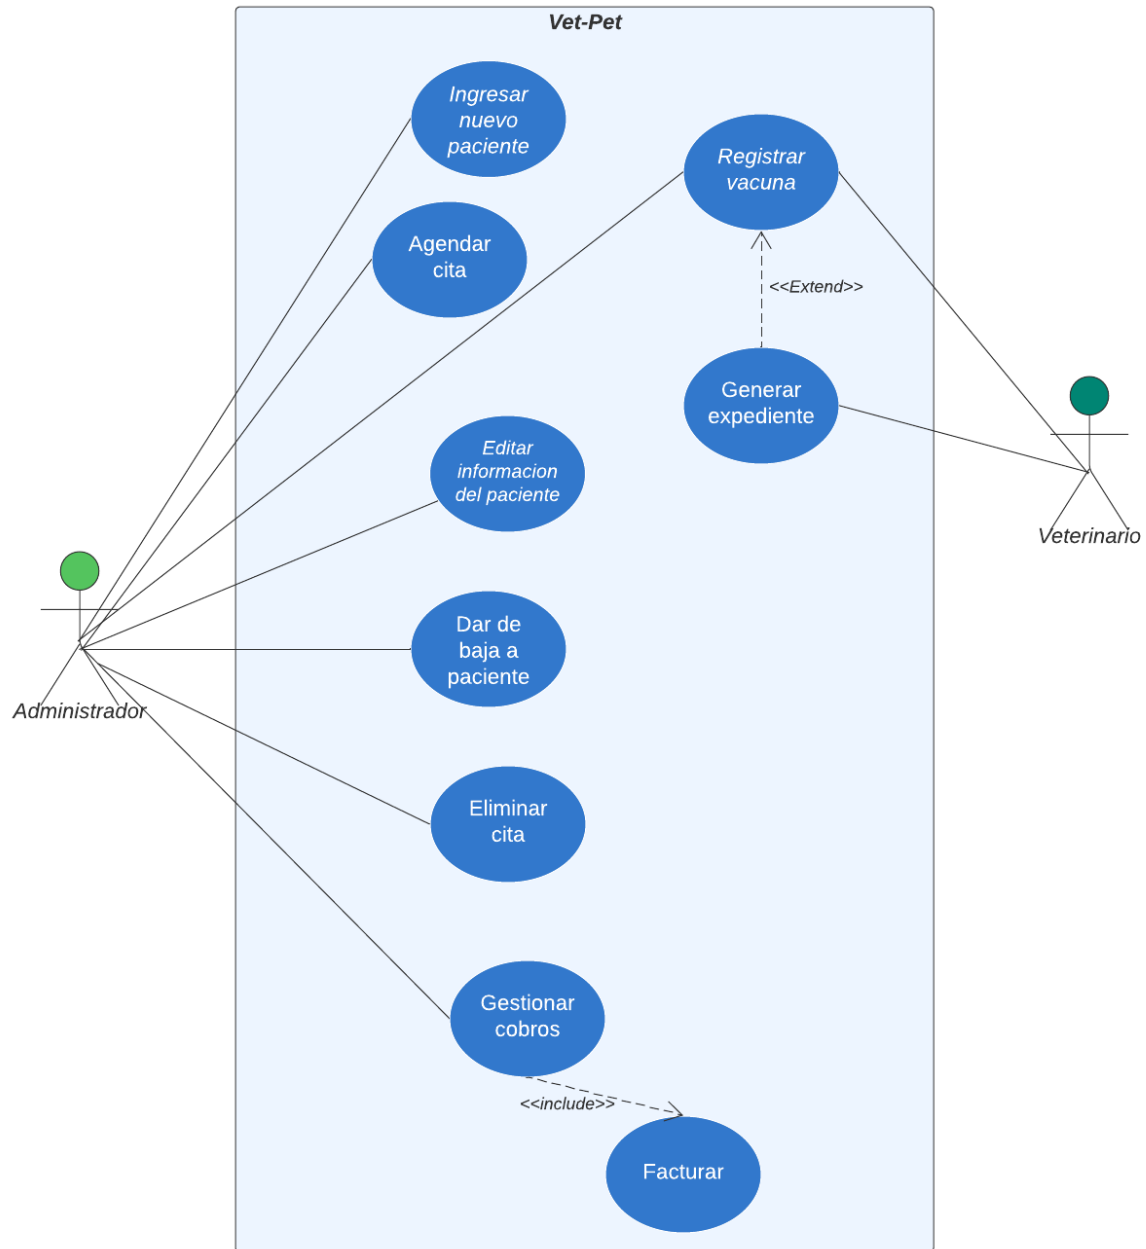 Vet-Pet
Ingresar
nuevo
paciente
Registrar
vacuna
Agendar
cita
<<Extend>>
Generar
expediente
Editar
informacion
del paciente
Veterinario
Dar de
baja a
paciente
Administrador
Eliminar
cita
Gestionar
cobros
<<include>>
Facturar